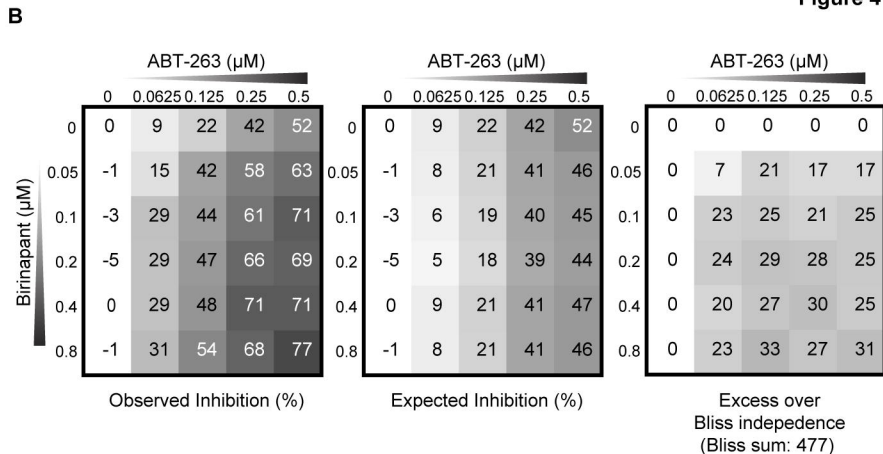 Figure 4
B
ABT-263 (µM) ABT-263 (µM) ABT-263 (µM)
0 0.0625 0.125 0.25 0.5 0 0.0625 0.125 0.25 0.5 0 0.0625 0.125 0.25 0.5
0 0 9 22 42 52 0 0 9 22 42 52 0 0 0 0 0 0
0.05 -1 15 42 58 63 0.05 -1 8 21 41 46 0.05 0 7 21 17 17
0.1 -3 29 44 61 71 0.1 -3 6 19 40 45 0.1 0 23 25 21 25
0.2 -5 29 47 66 69 0.2 -5 5 18 39 44 0.2 0 24 29 28 25
0.4 0 29 48 71 71 0.4 0 9 21 41 47 0.4 0 20 27 30 25
0.8 -1 31 54 68 77 0.8 -1 8 21 41 46 0.8 0 23 33 27 31
Birinapant (µM)
Observed Inhibition (%) Expected Inhibition (%) Excess over
Bliss indepedence
(Bliss sum: 477)